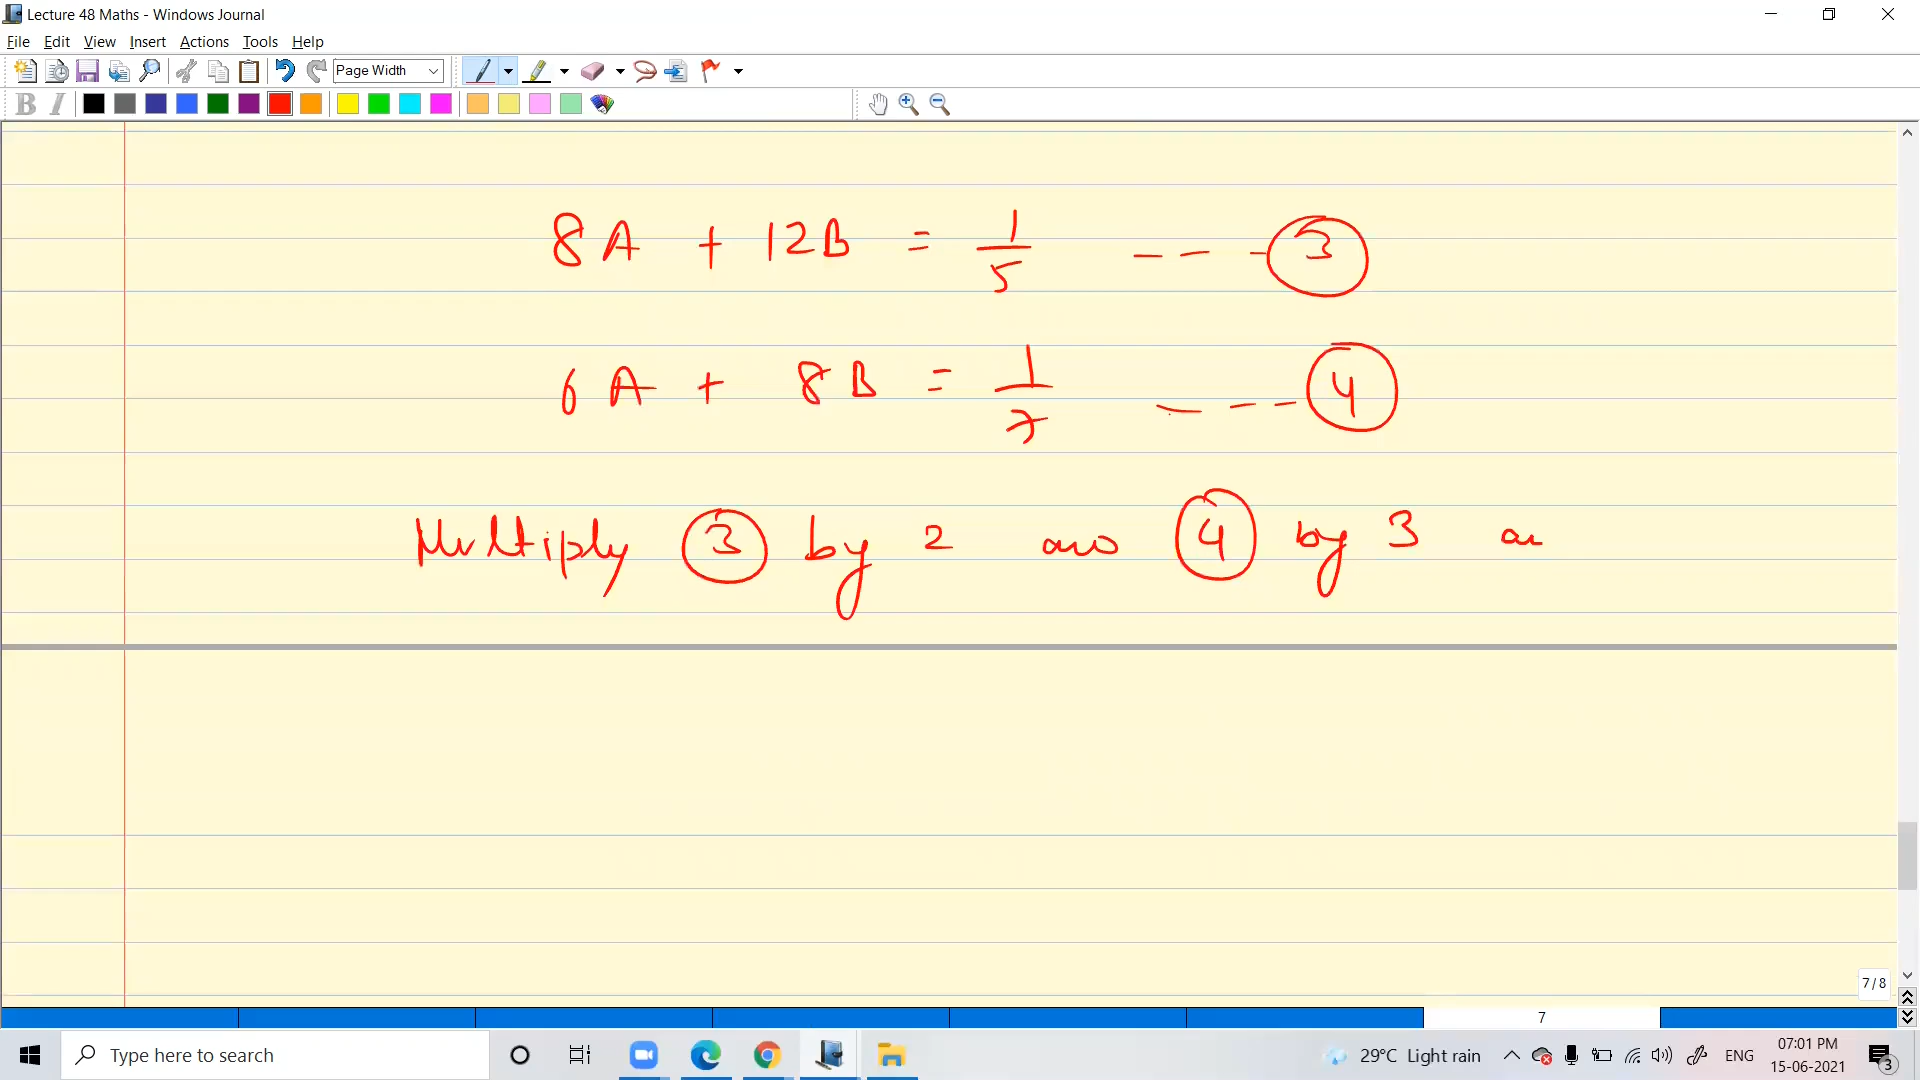 Lecture 48 Maths - Windows Journal
File Edit View Insert Actions Tools Help
Page Width
B I
8A + 12B = 1/5 --- 3
6A + 8B = 1/7 --- 4
Multiply 3 by 2 and 4 by 3 an
7/8
7
Type here to search
29°C Light rain
ENG
07:01 PM
15-06-2021
3